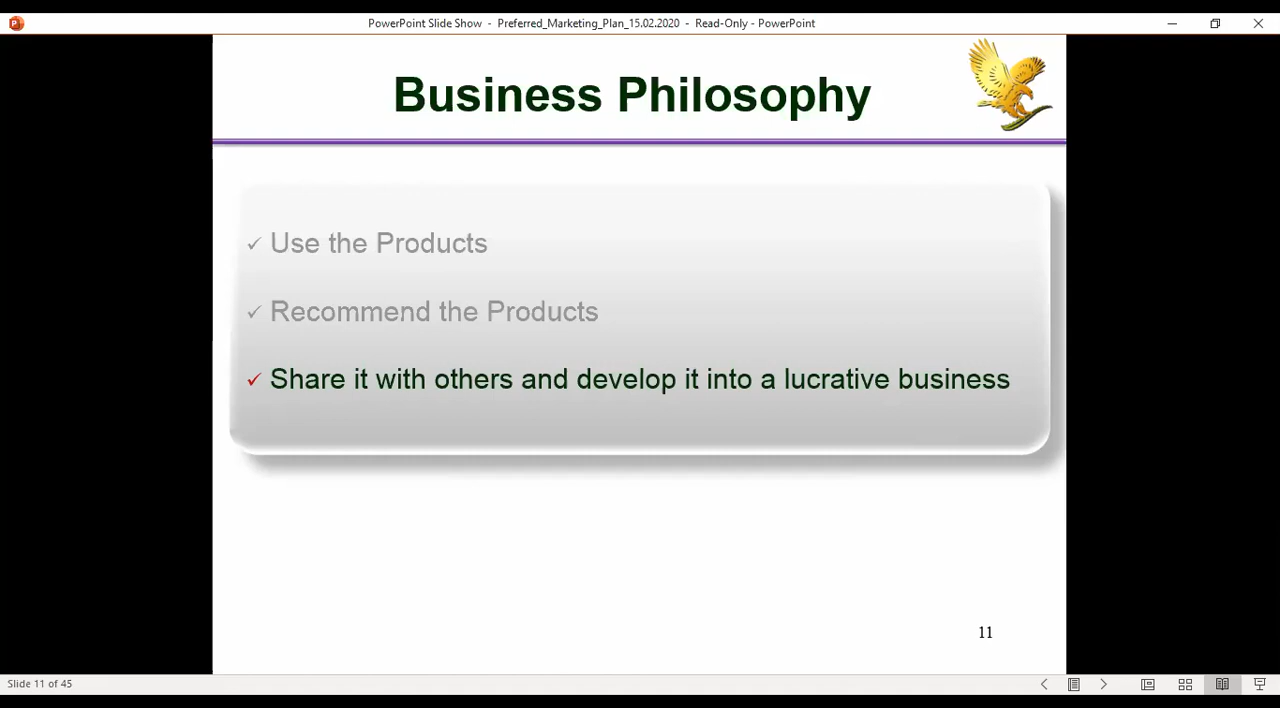 PowerPoint Slide Show - Preferred_Marketing_Plan_15.02.2020 - Read-Only - PowerPoint
Business Philosophy
✓ Use the Products
✓ Recommend the Products
✓ Share it with others and develop it into a lucrative business
11
Slide 11 of 45